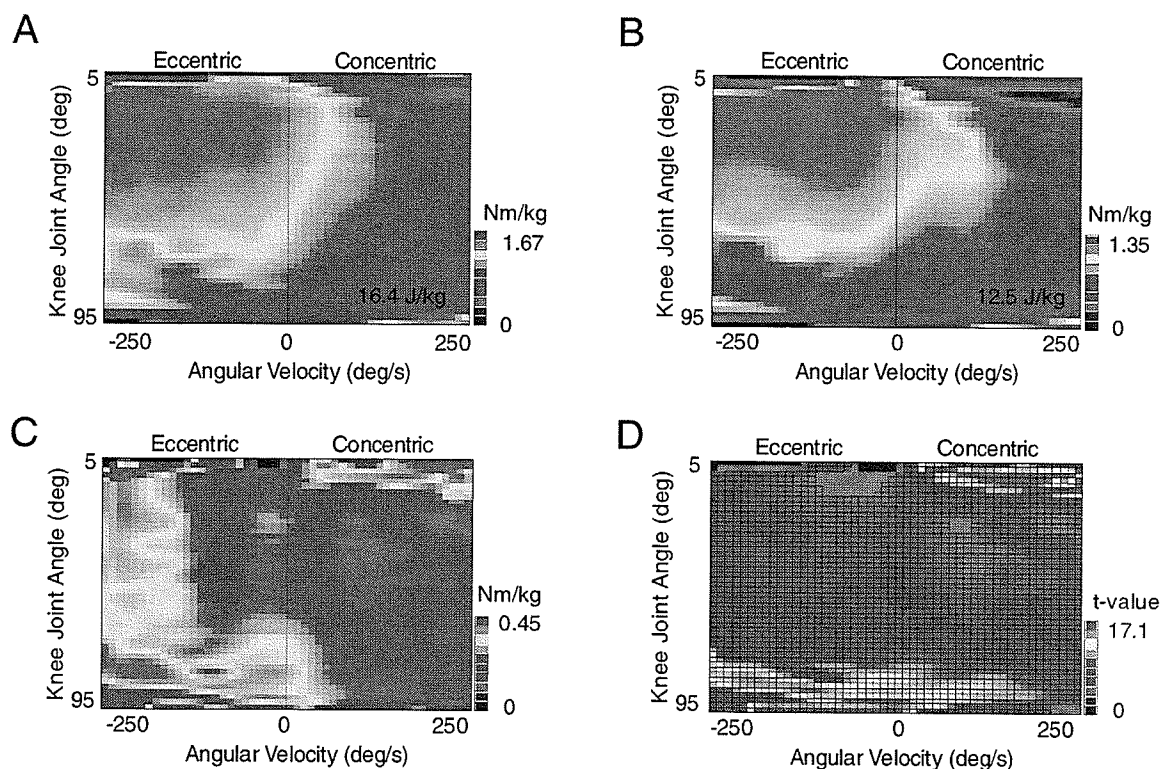 A
Eccentric Concentric
5
Knee Joint Angle (deg)
Nm/kg
1.67
16.4 J/kg
0
95
-250 0 250
Angular Velocity (deg/s)
B
Eccentric Concentric
5
Knee Joint Angle (deg)
Nm/kg
1.35
12.5 J/kg
0
95
-250 0 250
Angular Velocity (deg/s)
C
Eccentric Concentric
5
Knee Joint Angle (deg)
Nm/kg
0.45
0
95
-250 0 250
Angular Velocity (deg/s)
D
Eccentric Concentric
5
Knee Joint Angle (deg)
t-value
17.1
0
95
-250 0 250
Angular Velocity (deg/s)